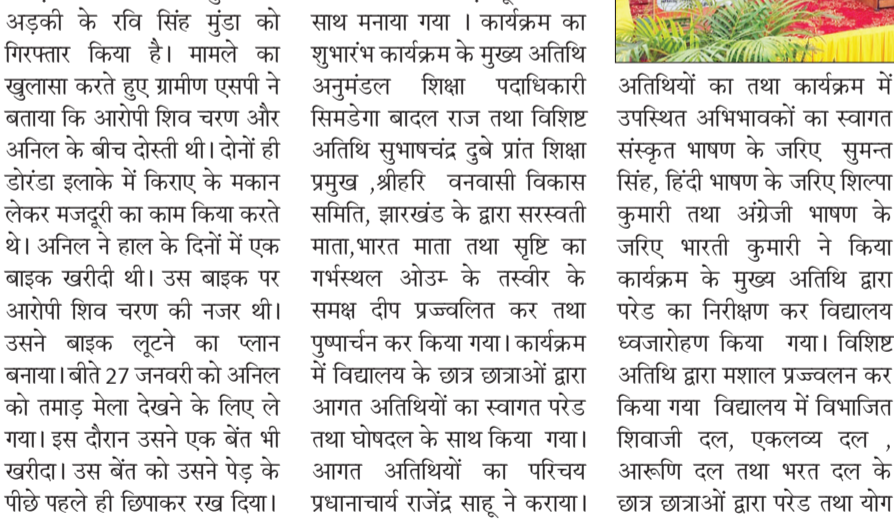 अड़की के रवि सिंह मुंडा को
गिरफ्तार किया है। मामले का
खुलासा करते हुए ग्रामीण एसपी ने
बताया कि आरोपी शिव चरण और
अनिल के बीच दोस्ती थी। दोनों ही
डोरंडा इलाके में किराए के मकान
लेकर मजदूरी का काम किया करते
थे। अनिल ने हाल के दिनों में एक
बाइक खरीदी थी। उस बाइक पर
आरोपी शिव चरण की नजर थी।
उसने बाइक लूटने का प्लान
बनाया।बीते 27 जनवरी को अनिल
को तमाड़ मेला देखने के लिए ले
गया। इस दौरान उसने एक बेंत भी
खरीदा। उस बेंत को उसने पेड़ के
पीछे पहले ही छिपाकर रख दिया।
साथ मनाया गया । कार्यक्रम का
शुभारंभ कार्यक्रम के मुख्य अतिथि
अनुमंडल शिक्षा पदाधिकारी
सिमडेगा बादल राज तथा विशिष्ट
अतिथि सुभाषचंद्र दुबे प्रांत शिक्षा
प्रमुख ,श्रीहरि वनवासी विकास
समिति, झारखंड के द्वारा सरस्वती
माता,भारत माता तथा सृष्टि का
गर्भस्थल ओउम के तस्वीर के
समक्ष दीप प्रज्ज्वलित कर तथा
पुष्पार्चन कर किया गया। कार्यक्रम
में विद्यालय के छात्र छात्राओं द्वारा
आगत अतिथियों का स्वागत परेड
तथा घोषदल के साथ किया गया।
आगत अतिथियों का परिचय
प्रधानाचार्य राजेंद्र साहू ने कराया।
अतिथियों का तथा कार्यक्रम में
उपस्थित अभिभावकों का स्वागत
संस्कृत भाषण के जरिए सुमन्त
सिंह, हिंदी भाषण के जरिए शिल्पा
कुमारी तथा अंग्रेजी भाषण के
जरिए भारती कुमारी ने किया
कार्यक्रम के मुख्य अतिथि द्वारा
परेड का निरीक्षण कर विद्यालय
ध्वजारोहण किया गया। विशिष्ट
अतिथि द्वारा मशाल प्रज्ज्वलन कर
किया गया विद्यालय में विभाजित
शिवाजी दल, एकलव्य दल ,
आरूणि दल तथा भरत दल के
छात्र छात्राओं द्वारा परेड तथा योग